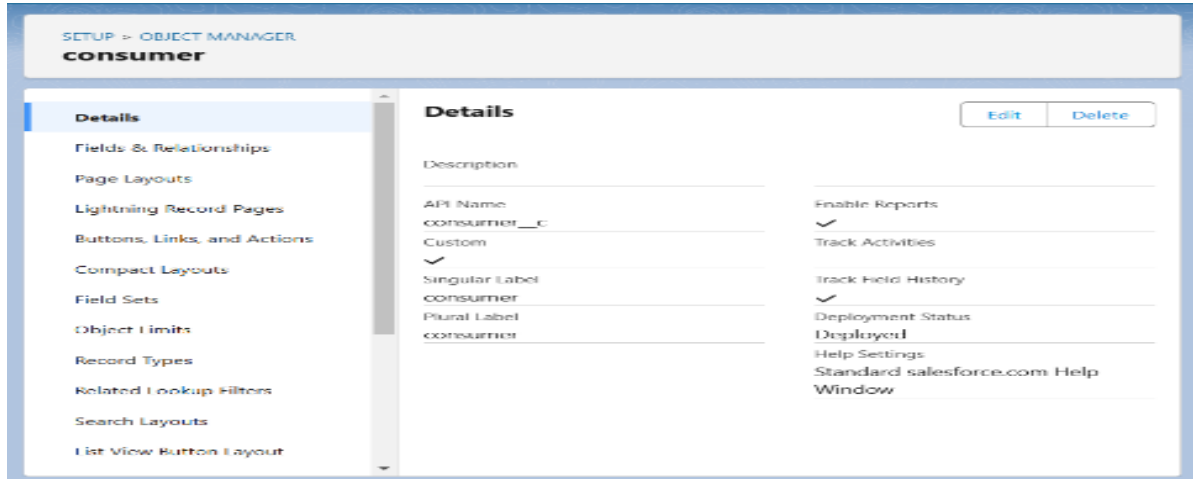 SETUP > OBJECT MANAGER
consumer
Details
Fields & Relationships
Page Layouts
Lightning Record Pages
Buttons, Links, and Actions
Compact Layouts
Field Sets
Object Limits
Record Types
Related Lookup Filters
Search Layouts
List View Button Layout
Details
Edit
Delete
Description
API Name
consumer__c
Custom
Singular Label
consumer
Plural Label
consumer
Enable Reports
Track Activities
Track Field History
Deployment Status
Deployed
Help Settings
Standard salesforce.com Help
Window